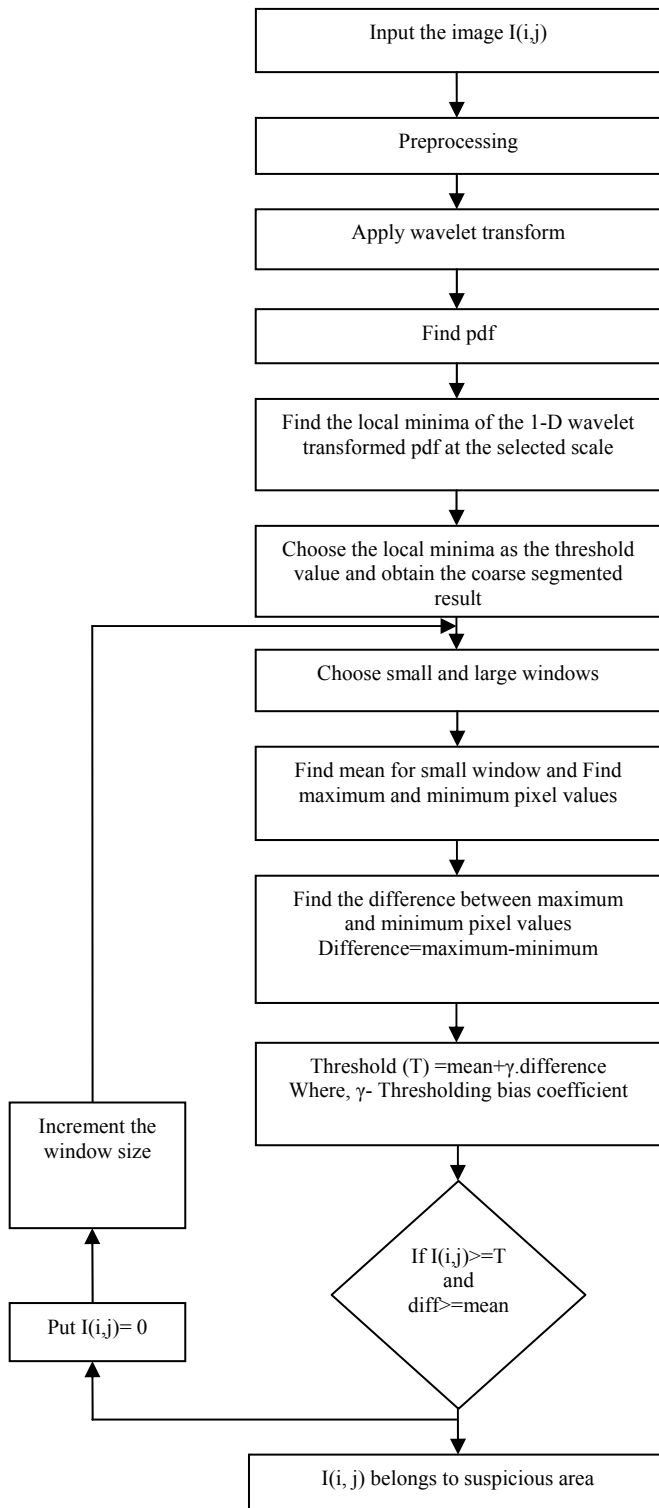 Input the image I(i,j)
Preprocessing
Apply wavelet transform
Find pdf
Find the local minima of the 1-D wavelet
transformed pdf at the selected scale
Choose the local minima as the threshold
value and obtain the coarse segmented
result
Choose small and large windows
Find mean for small window and Find
maximum and minimum pixel values
Find the difference between maximum
and minimum pixel values
Difference=maximum-minimum
Threshold (T) =mean+γ.difference
Where, γ- Thresholding bias coefficient
Increment the
window size
If I(i,j)>=T
and
diff>=mean
Put I(i,j)= 0
I(i, j) belongs to suspicious area